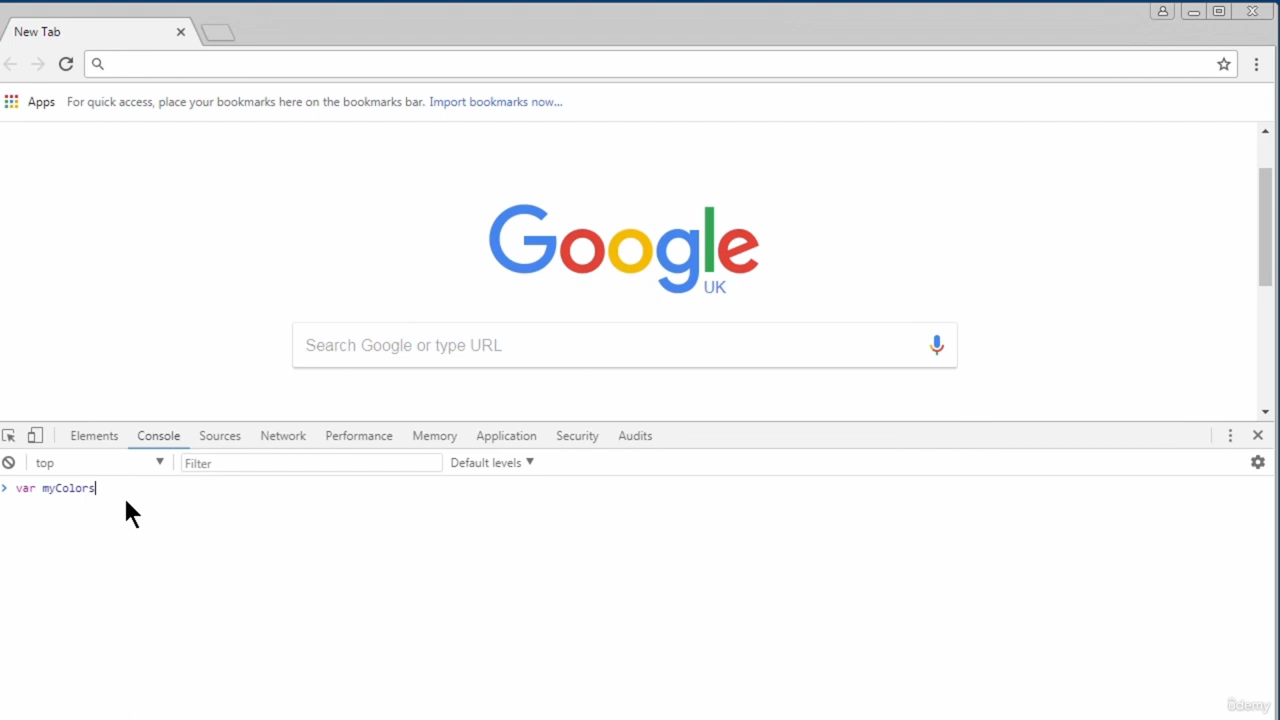 New Tab
Apps For quick access, place your bookmarks here on the bookmarks bar. Import bookmarks now...
Google
UK
Search Google or type URL
Elements Console Sources Network Performance Memory Application Security Audits
top Filter Default levels
> var myColors
Udemy